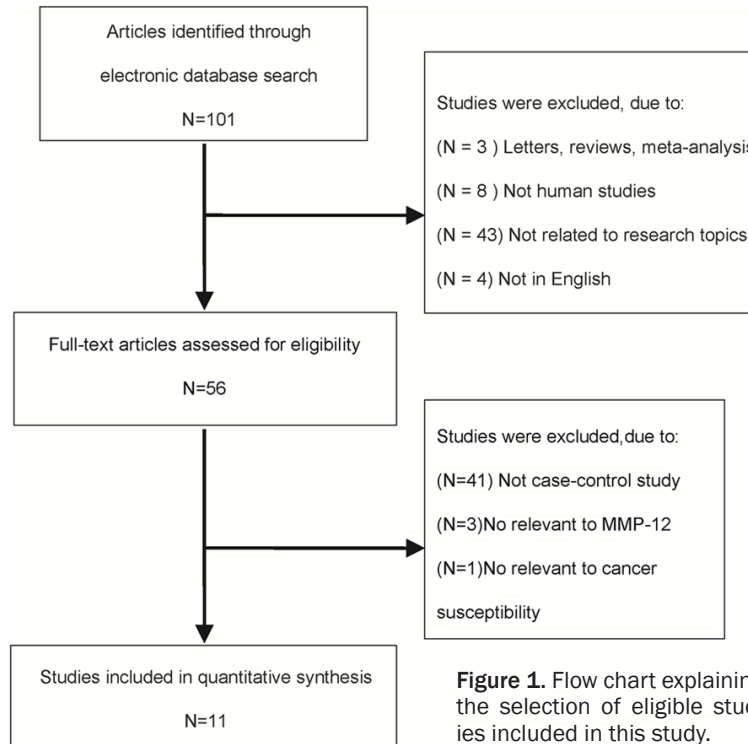 Articles identified through
electronic database search
N=101
Studies were excluded, due to:
(N = 3 ) Letters, reviews, meta-analysis
(N = 8 ) Not human studies
(N = 43) Not related to research topics
(N = 4) Not in English
Full-text articles assessed for eligibility
N=56
Studies were excluded,due to:
(N=41) Not case-control study
(N=3)No relevant to MMP-12
(N=1)No relevant to cancer
susceptibility
Studies included in quantitative synthesis
N=11
Figure 1. Flow chart explaining
the selection of eligible stud-
ies included in this study.